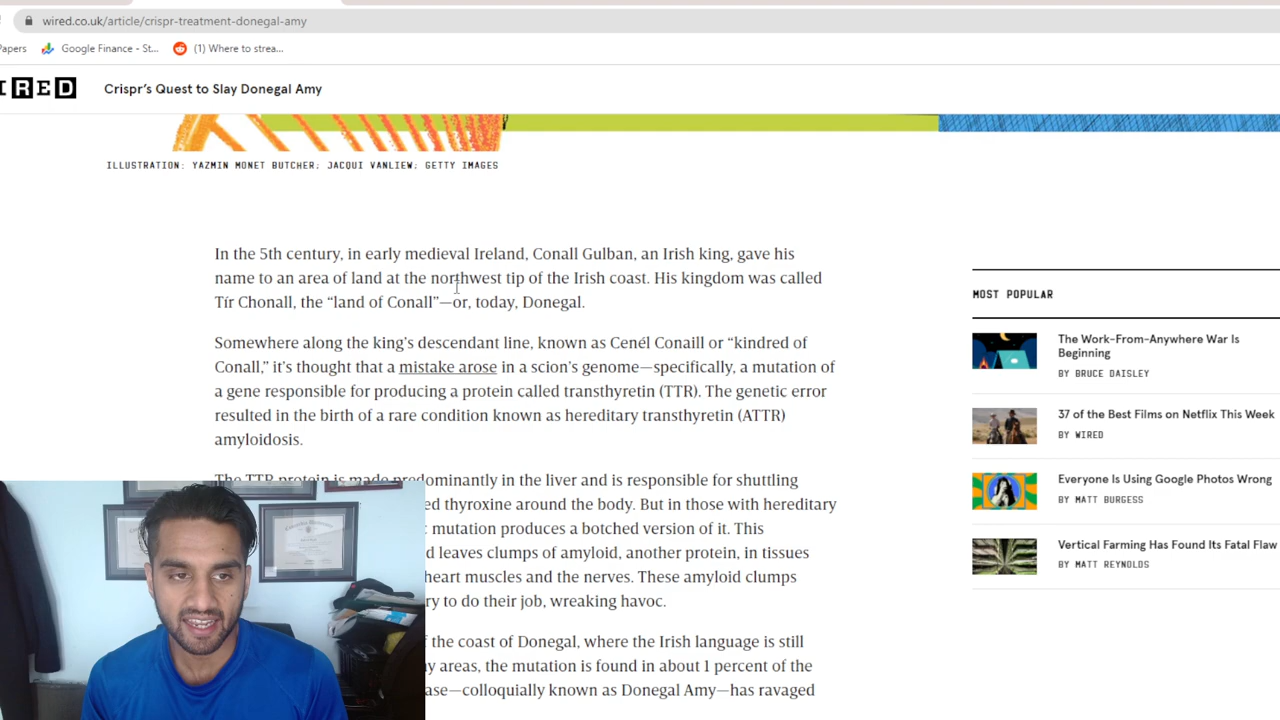 wired.co.uk/article/crispr-treatment-donegal-amy
Papers Google Finance - St... (1) Where to strea...
IRED Crispr's Quest to Slay Donegal Amy
ILLUSTRATION: YAZMIN MONET BUTCHER; JACQUI VANLIEW; GETTY IMAGES
In the 5th century, in early medieval Ireland, Conall Gulban, an Irish king, gave his
name to an area of land at the northwest tip of the Irish coast. His kingdom was called
Tír Chonall, the “land of Conall”—or, today, Donegal.
Somewhere along the king’s descendant line, known as Cenél Conaill or “kindred of
Conall,” it’s thought that a mistake arose in a scion’s genome—specifically, a mutation of
a gene responsible for producing a protein called transthyretin (TTR). The genetic error
resulted in the birth of a rare condition known as hereditary transthyretin (ATTR)
amyloidosis.
The TTR protein is made predominantly in the liver and is responsible for shuttling
ed thyroxine around the body. But in those with hereditary
mutation produces a botched version of it. This
d leaves clumps of amyloid, another protein, in tissues
heart muscles and the nerves. These amyloid clumps
ry to do their job, wreaking havoc.
f the coast of Donegal, where the Irish language is still
y areas, the mutation is found in about 1 percent of the
ase—colloquially known as Donegal Amy—has ravaged
MOST POPULAR
The Work-From-Anywhere War Is
Beginning
BY BRUCE DAISLEY
37 of the Best Films on Netflix This Week
BY WIRED
Everyone Is Using Google Photos Wrong
BY MATT BURGESS
Vertical Farming Has Found Its Fatal Flaw
BY MATT REYNOLDS